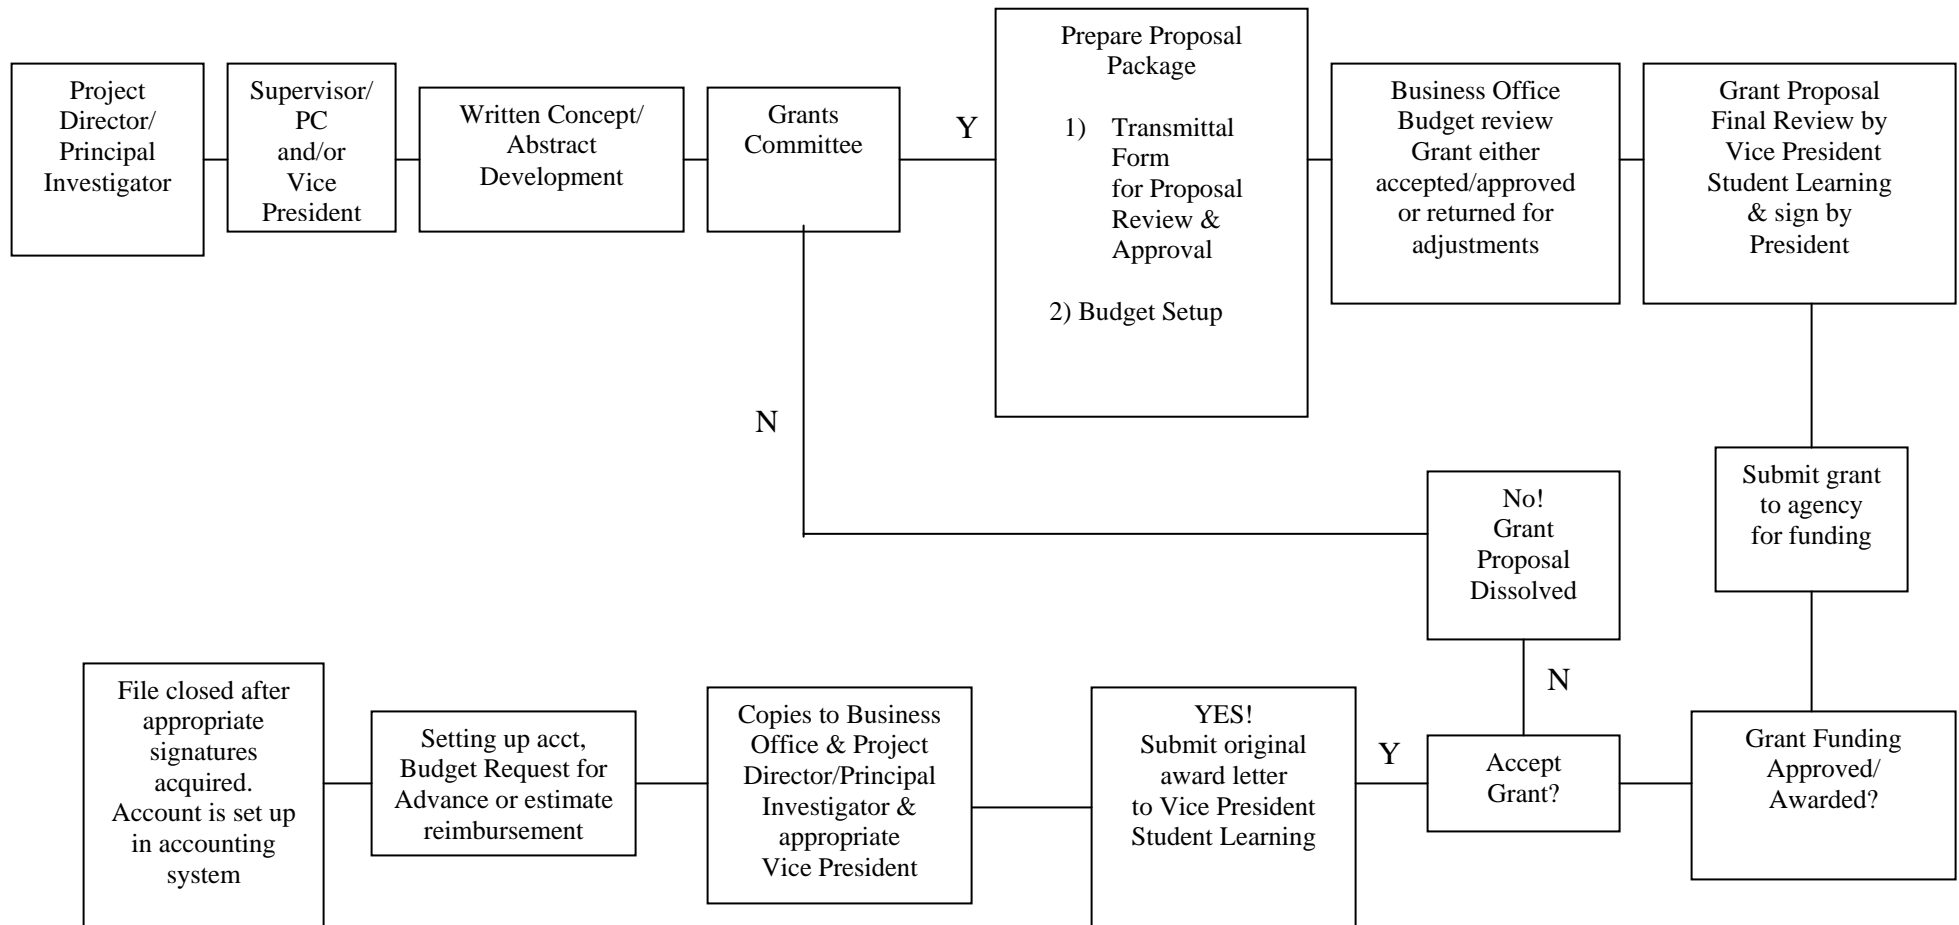 Project
Director/
Principal
Investigator
Supervisor/
PC
and/or
Vice
President
Written Concept/
Abstract
Development
Grants
Committee
Y
Prepare Proposal
Package
1) Transmittal
Form
for Proposal
Review &
Approval
2) Budget Setup
Business Office
Budget review
Grant either
accepted/approved
or returned for
adjustments
Grant Proposal
Final Review by
Vice President
Student Learning
& sign by
President
N
No!
Grant
Proposal
Dissolved
Submit grant
to agency
for funding
N
File closed after
appropriate
signatures
acquired.
Account is set up
in accounting
system
Setting up acct,
Budget Request for
Advance or estimate
reimbursement
Copies to Business
Office & Project
Director/Principal
Investigator &
appropriate
Vice President
YES!
Submit original
award letter
to Vice President
Student Learning
Y
Accept
Grant?
Grant Funding
Approved/
Awarded?